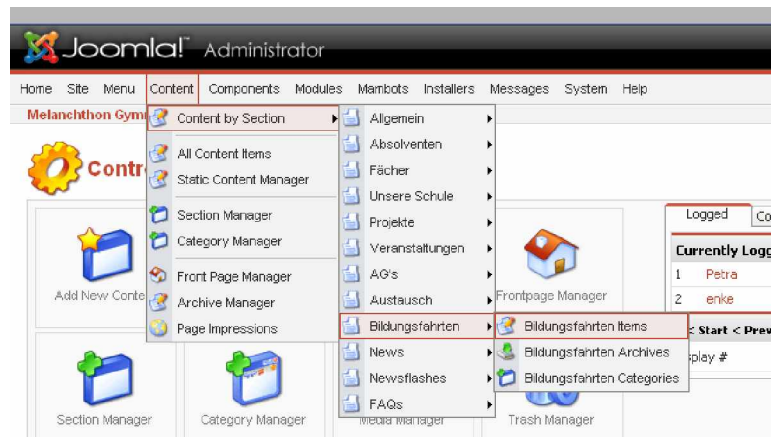 Joomla!™ Administrator
Home Site Menu Content Components Modules Mambots Installers Messages System Help
Melanchthon Gym
Contr
Content by Section
All Content Items
Static Content Manager
Section Manager
Category Manager
Front Page Manager
Archive Manager
Page Impressions
Allgemein
Absolventen
Fächer
Unsere Schule
Projekte
Veranstaltungen
AG's
Austausch
Bildungsfahrten
News
Newsflashes
FAQs
Bildungsfahrten Items
Bildungsfahrten Archives
Bildungsfahrten Categories
Add New Conte
Frontpage Manager
Section Manager
Category Manager
Media Manager
Trash Manager
Logged Co
Currently Logg
1 Petra
2 enke
< Start < Prev
splay #